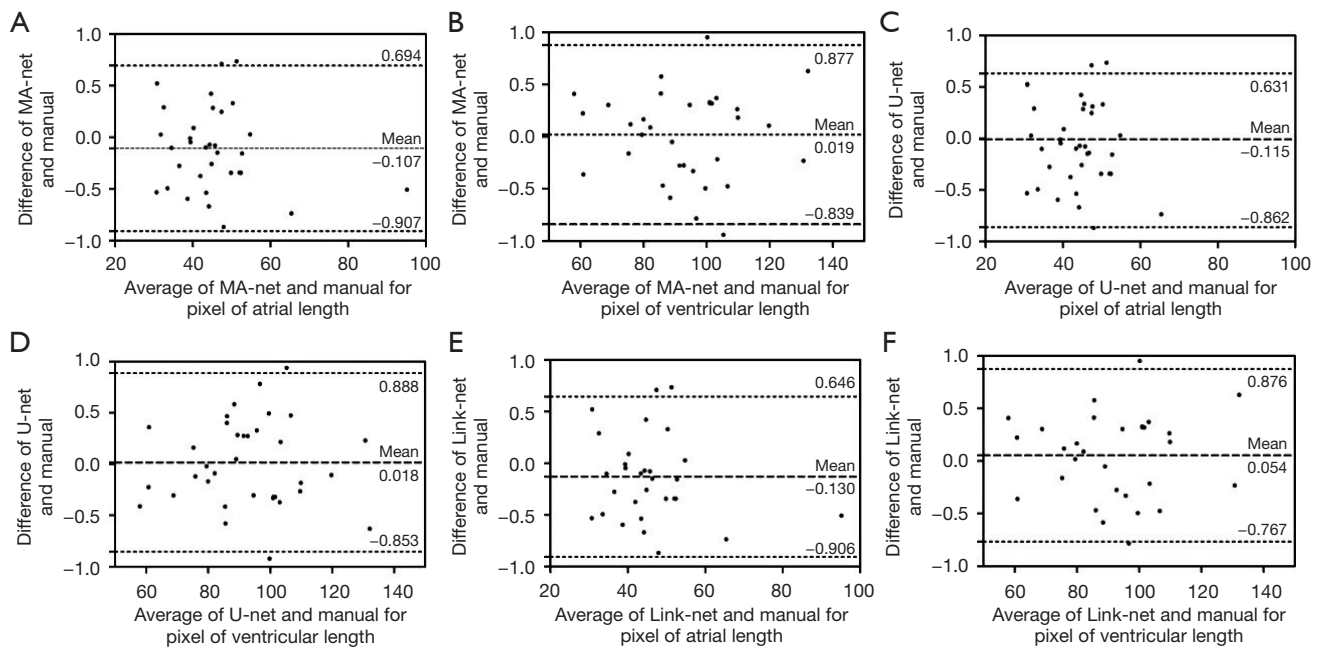 A
Difference of MA-net
and manual
1.0
0.5
0.0
−0.5
−1.0
0.694
Mean
−0.107
−0.907
20 40 60 80 100
Average of MA-net and manual for
pixel of atrial length
B
Difference of MA-net
and manual
1.0
0.5
0.0
−0.5
−1.0
0.877
Mean
0.019
−0.839
60 80 100 120 140
Average of MA-net and manual for
pixel of ventricular length
C
Difference of U-net
and manual
1.0
0.5
0.0
−0.5
−1.0
0.631
Mean
−0.115
−0.862
20 40 60 80 100
Average of U-net and manual for
pixel of atrial length
D
Difference of U-net
and manual
1.0
0.5
0.0
−0.5
−1.0
0.888
Mean
0.018
−0.853
60 80 100 120 140
Average of U-net and manual for
pixel of ventricular length
E
Difference of Link-net
and manual
1.0
0.5
0.0
−0.5
−1.0
0.646
Mean
−0.130
−0.906
20 40 60 80 100
Average of Link-net and manual for
pixel of atrial length
F
Difference of Link-net
and manual
1.0
0.5
0.0
−0.5
−1.0
0.876
Mean
0.054
−0.767
60 80 100 120 140
Average of Link-net and manual for
pixel of ventricular length